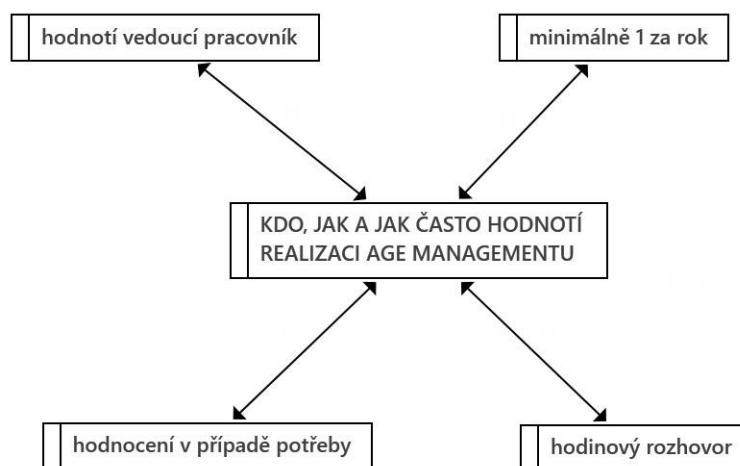 hodnotí vedoucí pracovník
minimálně 1 za rok
KDO, JAK A JAK ČASTO HODNOTÍ
REALIZACI AGE MANAGEMENTU
hodnocení v případě potřeby
hodinový rozhovor